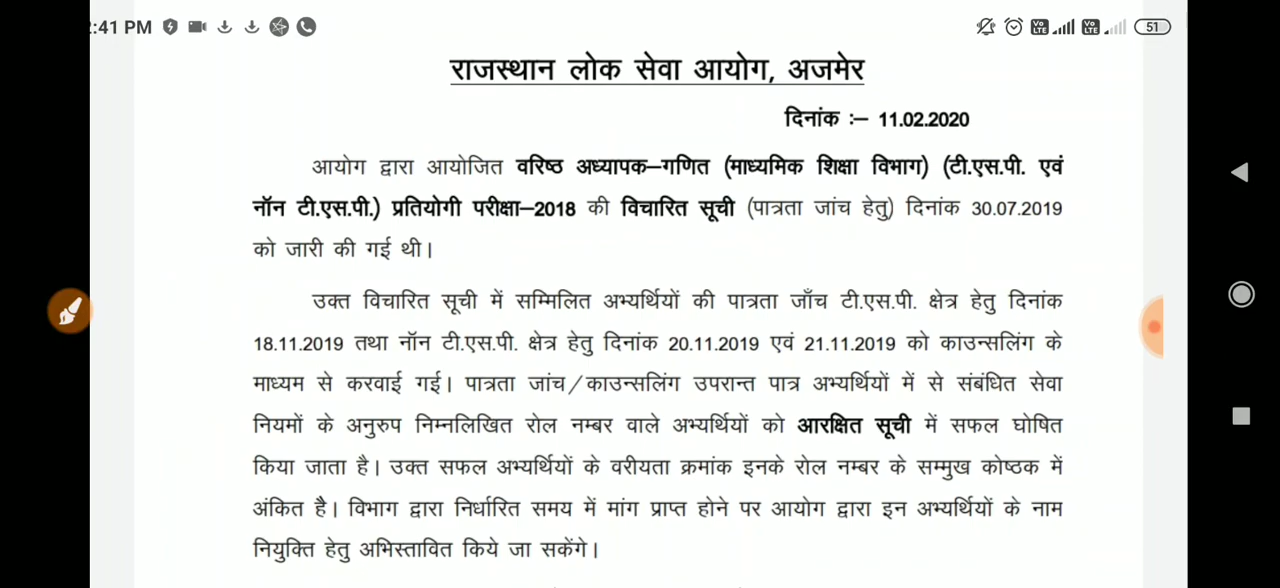 :41 PM
51
राजस्थान लोक सेवा आयोग, अजमेर
दिनांक :– 11.02.2020
आयोग द्वारा आयोजित वरिष्ठ अध्यापक–गणित (माध्यमिक शिक्षा विभाग) (टी.एस.पी. एवं
नॉन टी.एस.पी.) प्रतियोगी परीक्षा–2018 की विचारित सूची (पात्रता जांच हेतु) दिनांक 30.07.2019
को जारी की गई थी।
उक्त विचारित सूची में सम्मिलित अभ्यर्थियों की पात्रता जाँच टी.एस.पी. क्षेत्र हेतु दिनांक
18.11.2019 तथा नॉन टी.एस.पी. क्षेत्र हेतु दिनांक 20.11.2019 एवं 21.11.2019 को काउन्सलिंग के
माध्यम से करवाई गई। पात्रता जांच/काउन्सलिंग उपरान्त पात्र अभ्यर्थियों में से संबंधित सेवा
नियमों के अनुरुप निम्नलिखित रोल नम्बर वाले अभ्यर्थियों को आरक्षित सूची में सफल घोषित
किया जाता है। उक्त सफल अभ्यर्थियों के वरीयता क्रमांक इनके रोल नम्बर के सम्मुख कोष्ठक में
अंकित है। विभाग द्वारा निर्धारित समय में मांग प्राप्त होने पर आयोग द्वारा इन अभ्यर्थियों के नाम
नियुक्ति हेतु अभिस्तावित किये जा सकेंगे।